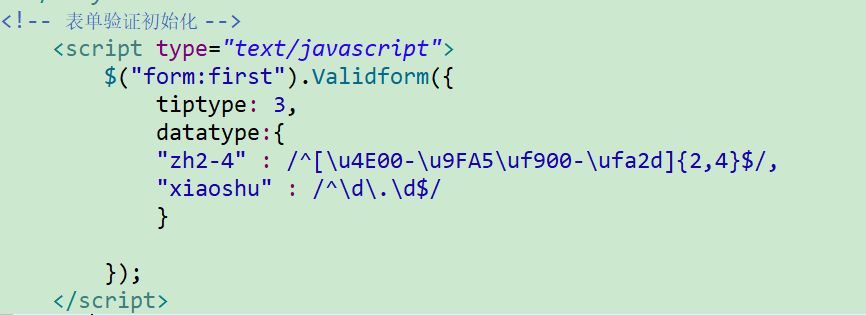 <!-- 表单验证初始化 -->
<script type="text/javascript">
$("form:first").Validform({
tiptype: 3,
datatype:{
"zh2-4" : /^[\u4E00-\u9FA5\uf900-\ufa2d]{2,4}$/,
"xiaoshu" : /^\d\.\d$/
}
});
</script>